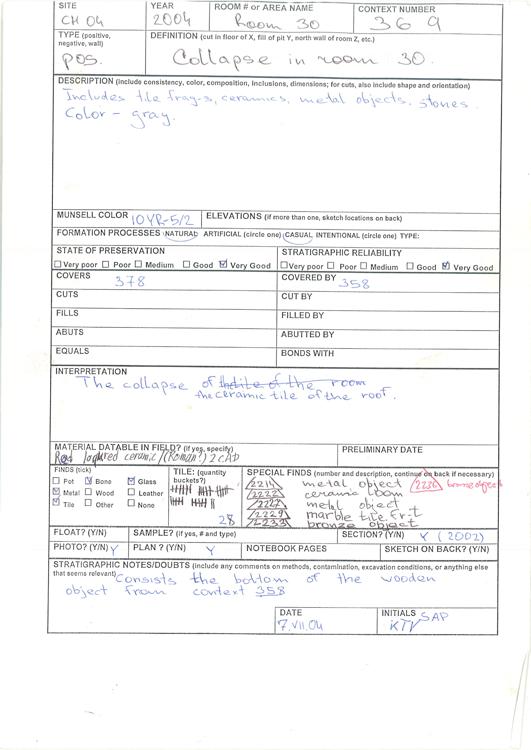 SITE YEAR ROOM # or AREA NAME CONTEXT NUMBER
CH 04 2004 Room 30 369
TYPE (positive, negative, wall) DEFINITION (cut in floor of X, fill of pit Y, north wall of room Z, etc.)
pos. Collapse in room 30.
DESCRIPTION (include consistency, color, composition, inclusions, dimensions; for cuts, also include shape and orientation)
Includes tile frag-s, ceramics, metal objects. stones.
Color - gray.
MUNSELL COLOR 10YR-5/2 ELEVATIONS (if more than one, sketch locations on back)
FORMATION PROCESSES NATURAL ARTIFICIAL (circle one) CASUAL INTENTIONAL (circle one) TYPE:
STATE OF PRESERVATION STRATIGRAPHIC RELIABILITY
Very poor Poor Medium Good Very Good Very poor Poor Medium Good Very Good
COVERS 378 COVERED BY 358
CUTS CUT BY
FILLS FILLED BY
ABUTS ABUTTED BY
EQUALS BONDS WITH
INTERPRETATION
The collapse of the room
the ceramic tile of the roof.
MATERIAL DATABLE IN FIELD? (if yes, specify) PRELIMINARY DATE
Red ceramic (Roman?) 2 c AD
FINDS (tick) TILE: (quantity buckets?) SPECIAL FINDS (number and description, continue on back if necessary)
Pot Bone Glass 2214 metal object 2236 bone object
Metal Wood Leather 2222 ceramic loom
Tile Other None 2227 metal object
2229 marble tile fr-t
28 2233 bronze object
FLOAT? (Y/N) SAMPLE? (if yes, # and type) SECTION? (Y/N) Y (2002)
PHOTO? (Y/N) Y PLAN? (Y/N) Y NOTEBOOK PAGES SKETCH ON BACK? (Y/N)
STRATIGRAPHIC NOTES/DOUBTS (include any comments on methods, contamination, excavation conditions, or anything else
that seems relevant) Consists the bottom of the wooden
object from context 358
DATE INITIALS SAP
7.VII.04 KTV